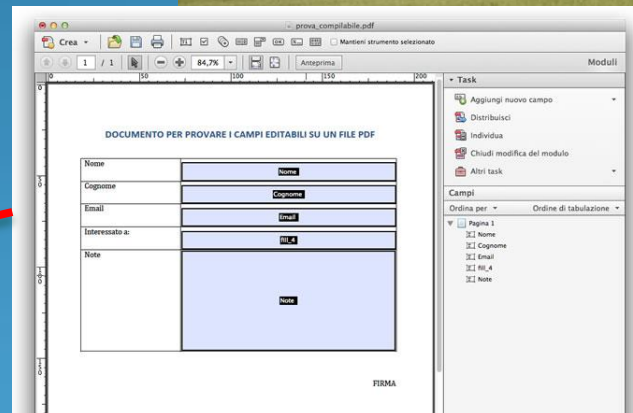 prova_compilabile.pdf
Crea
Mantieni strumento selezionato
1 / 1 84,7% Anteprima Moduli
0 50 100 150 200
Task
Aggiungi nuovo campo
Distribuisci
Individua
Chiudi modifica del modulo
Altri task
Campi
Ordina per Ordine di tabulazione
Pagina 1
Nome
Cognome
Email
fill_4
Note
DOCUMENTO PER PROVARE I CAMPI EDITABILI SU UN FILE PDF
Nome Nome
Cognome Cognome
Email Email
Interessato a: fill_4
Note Note
FIRMA